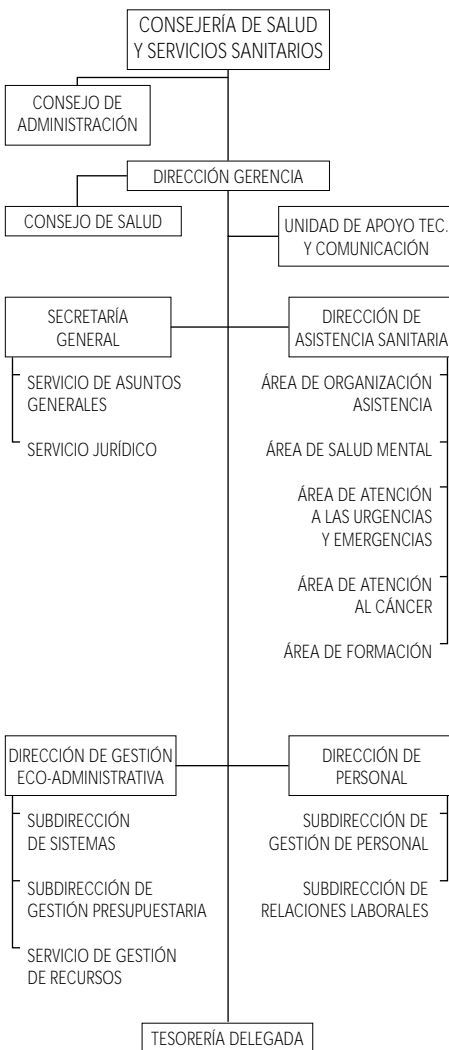 CONSEJERÍA DE SALUD
Y SERVICIOS SANITARIOS
CONSEJO DE
ADMINISTRACIÓN
DIRECCIÓN GERENCIA
CONSEJO DE SALUD
UNIDAD DE APOYO TEC.
Y COMUNICACIÓN
SECRETARÍA
GENERAL
SERVICIO DE ASUNTOS
GENERALES
SERVICIO JURÍDICO
DIRECCIÓN DE
ASISTENCIA SANITARIA
ÁREA DE ORGANIZACIÓN
ASISTENCIA
ÁREA DE SALUD MENTAL
ÁREA DE ATENCIÓN
A LAS URGENCIAS
Y EMERGENCIAS
ÁREA DE ATENCIÓN
AL CÁNCER
ÁREA DE FORMACIÓN
DIRECCIÓN DE GESTIÓN
ECO-ADMINISTRATIVA
SUBDIRECCIÓN
DE SISTEMAS
SUBDIRECCIÓN DE
GESTIÓN PRESUPUESTARIA
SERVICIO DE GESTIÓN
DE RECURSOS
DIRECCIÓN DE
PERSONAL
SUBDIRECCIÓN DE
GESTIÓN DE PERSONAL
SUBDIRECCIÓN DE
RELACIONES LABORALES
TESORERÍA DELEGADA